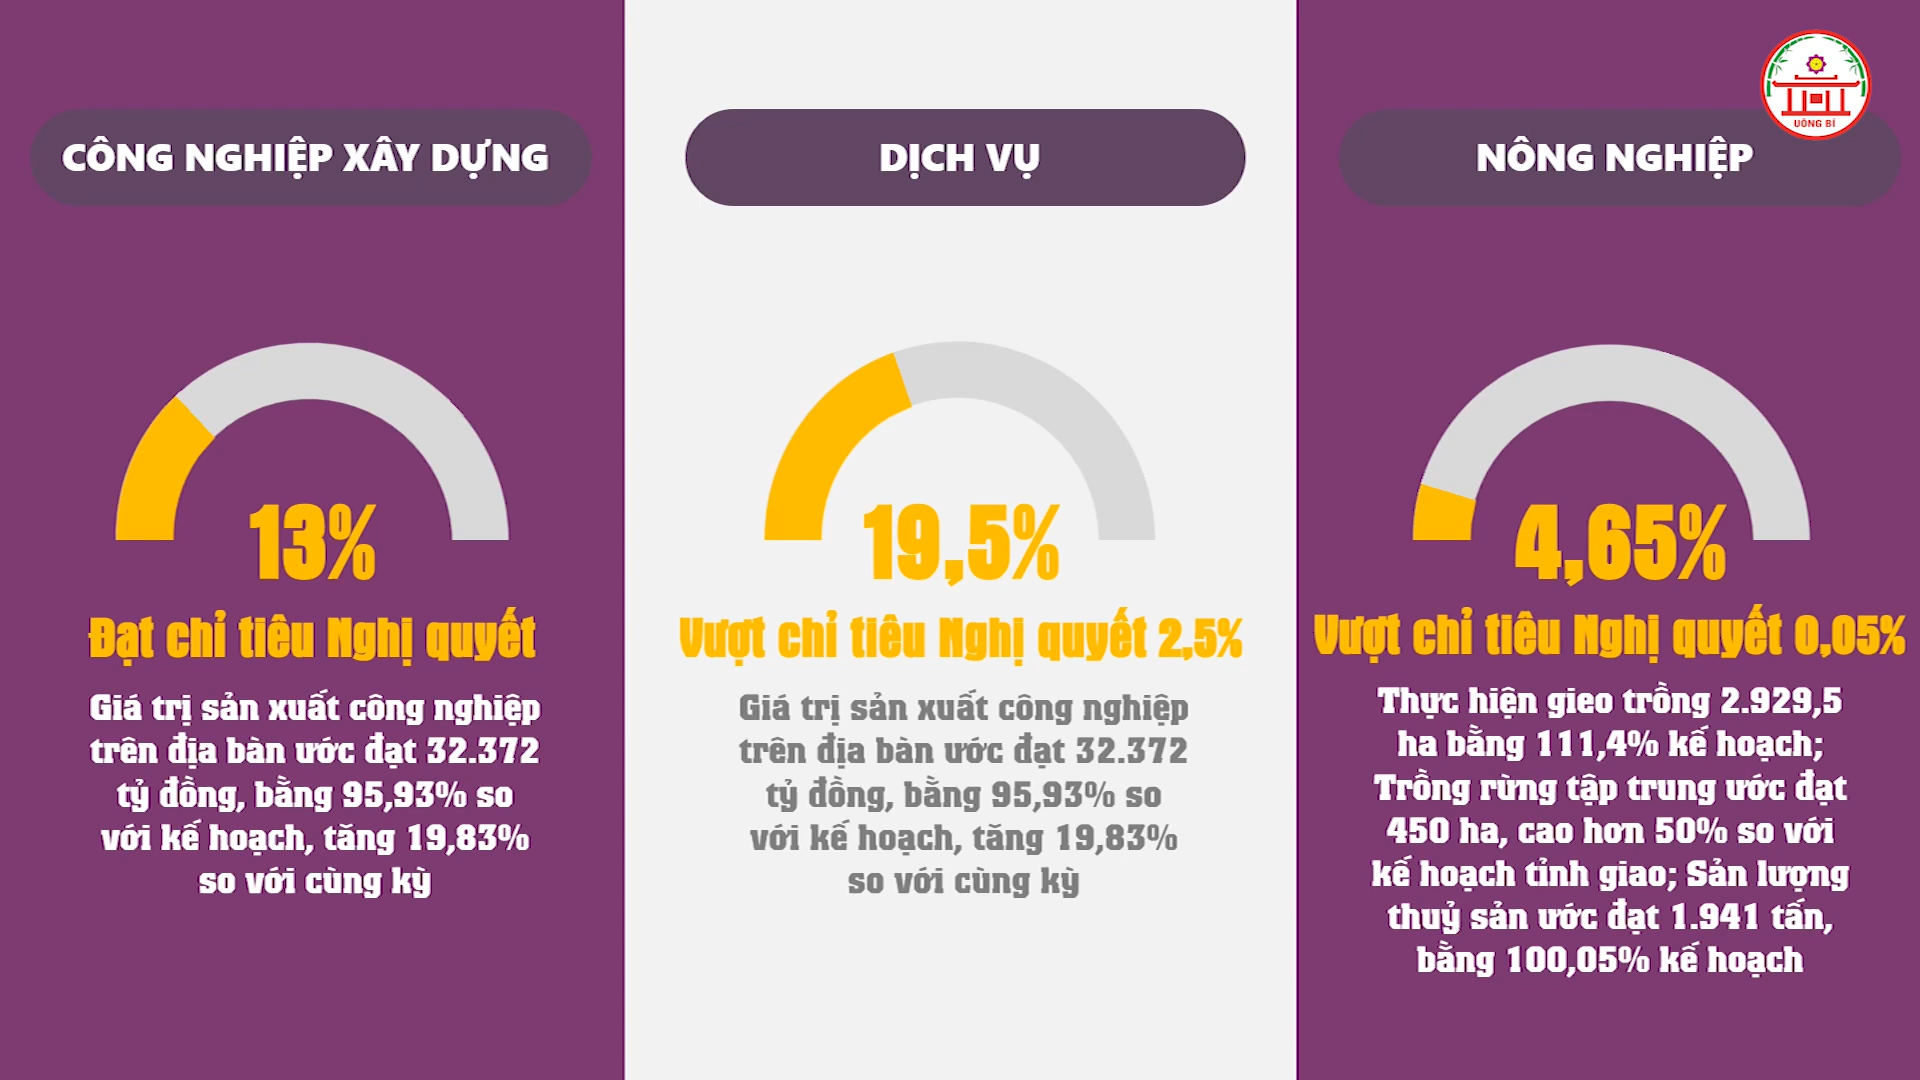 CÔNG NGHIỆP XÂY DỰNG
13%
Đạt chỉ tiêu Nghị quyết
Giá trị sản xuất công nghiệp
trên địa bàn ước đạt 32.372
tỷ đồng, bằng 95,93% so
với kế hoạch, tăng 19,83%
so với cùng kỳ
DỊCH VỤ
19,5%
Vượt chỉ tiêu Nghị quyết 2,5%
Giá trị sản xuất công nghiệp
trên địa bàn ước đạt 32.372
tỷ đồng, bằng 95,93% so
với kế hoạch, tăng 19,83%
so với cùng kỳ
UÔNG BÍ
NÔNG NGHIỆP
4,65%
Vượt chỉ tiêu Nghị quyết 0,05%
Thực hiện gieo trồng 2.929,5
ha bằng 111,4% kế hoạch;
Trồng rừng tập trung ước đạt
450 ha, cao hơn 50% so với
kế hoạch tỉnh giao; Sản lượng
thuỷ sản ước đạt 1.941 tấn,
bằng 100,05% kế hoạch